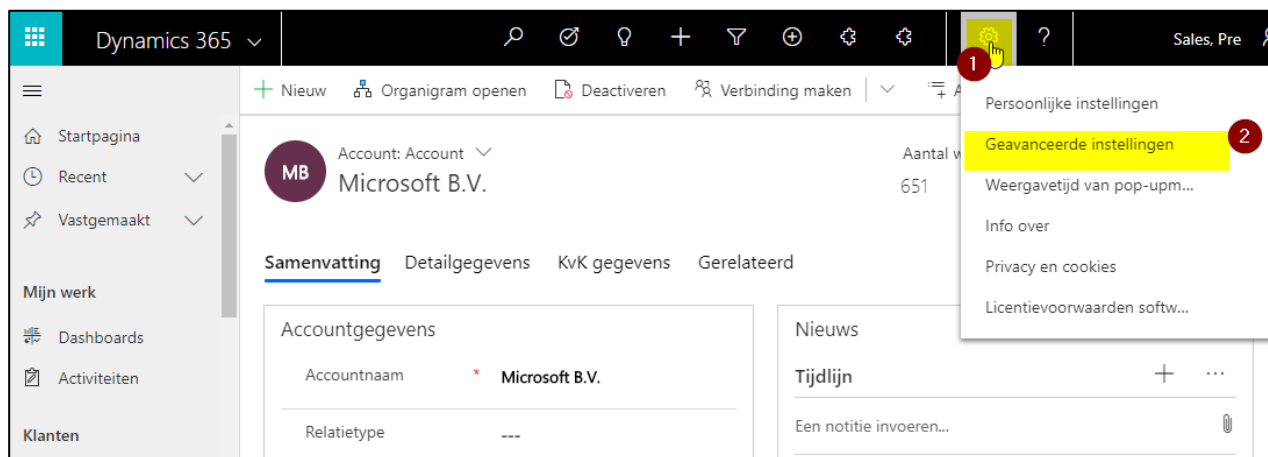 Dynamics 365
Sales, Pre
1
Nieuw Organigram openen Deactiveren Verbinding maken
Persoonlijke instellingen
Geavanceerde instellingen
2
Weergavetijd van pop-upm...
Info over
Privacy en cookies
Licentievoorwaarden softw...
Startpagina
Recent
Vastgemaakt
Mijn werk
Dashboards
Activiteiten
Klanten
MB
Account: Account
Microsoft B.V.
Aantal w
651
Samenvatting Detailgegevens KvK gegevens Gerelateerd
Accountgegevens
Accountnaam * Microsoft B.V.
Relatietype ---
Nieuws
Tijdlijn
Een notitie invoeren...